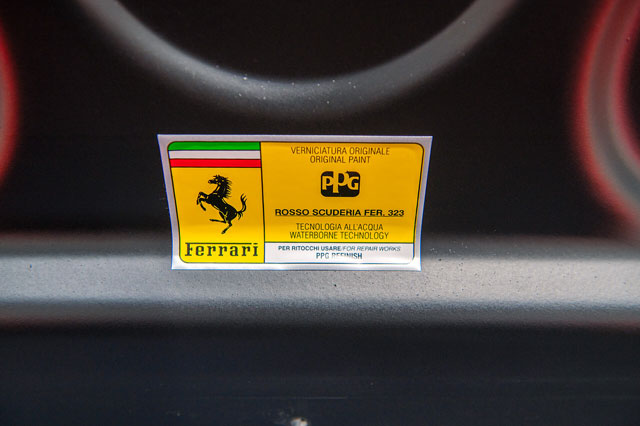 VERNICIATURA ORIGINALE
ORIGINAL PAINT
PPG
ROSSO SCUDERIA FER. 323
TECNOLOGIA ALL'ACQUA
WATERBORNE TECHNOLOGY
Ferrari
PER RITOCCHI USARE/FOR REPAIR WORKS
PPG REFINISH